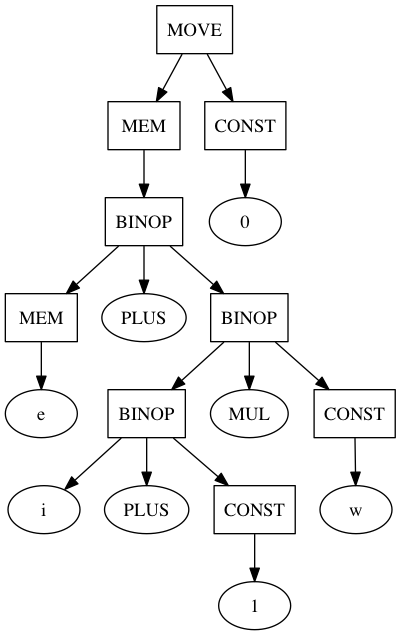 MOVE
MEM CONST
BINOP 0
MEM PLUS BINOP
e BINOP MUL CONST
i PLUS CONST w
1